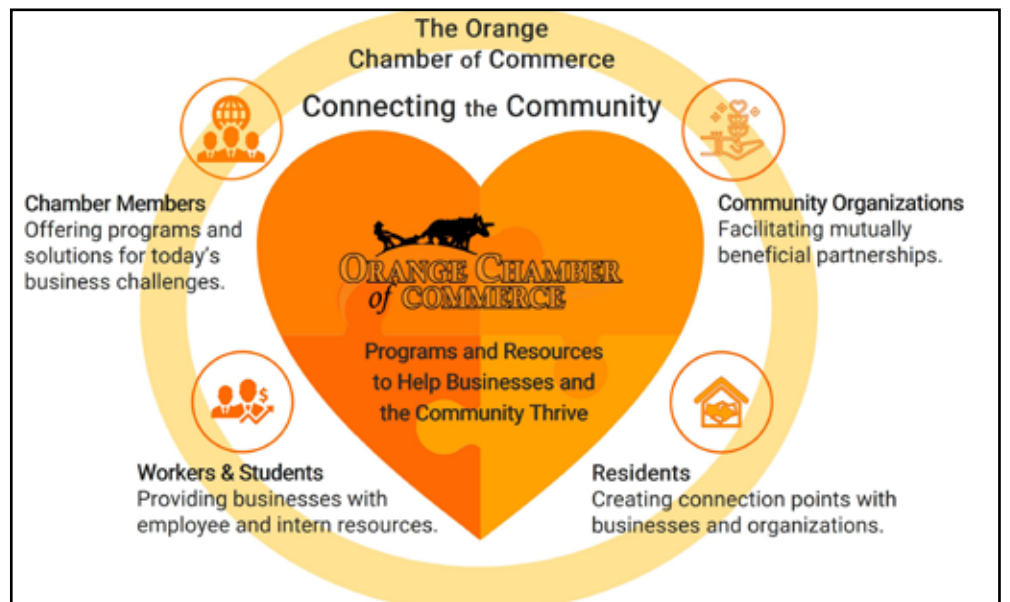 The Orange
Chamber of Commerce
Connecting the Community
Chamber Members
Offering programs and
solutions for today's
business challenges.
Community Organizations
Facilitating mutually
beneficial partnerships.
ORANGE CHAMBER
of COMMERCE
Programs and Resources
to Help Businesses and
the Community Thrive
Workers & Students
Providing businesses with
employee and intern resources.
Residents
Creating connection points with
businesses and organizations.
$